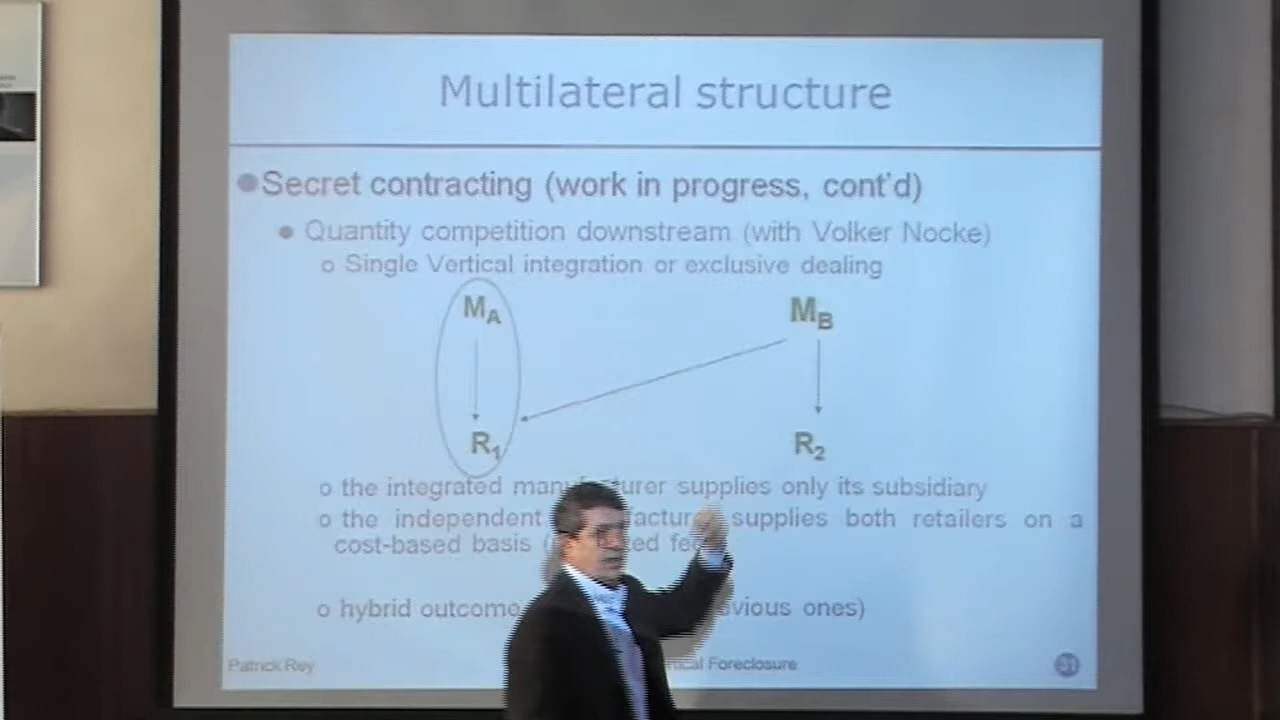 Multilateral structure
Secret contracting (work in progress, cont'd)
Quantity competition downstream (with Volker Nocke)
o Single Vertical integration or exclusive dealing
MA MB
R1 R2
o the integrated manufacturer supplies only its subsidiary
o the independent supplies both retailers on a
cost-based basis
o hybrid outcome ones)
Patrick Rey Foreclosure 31